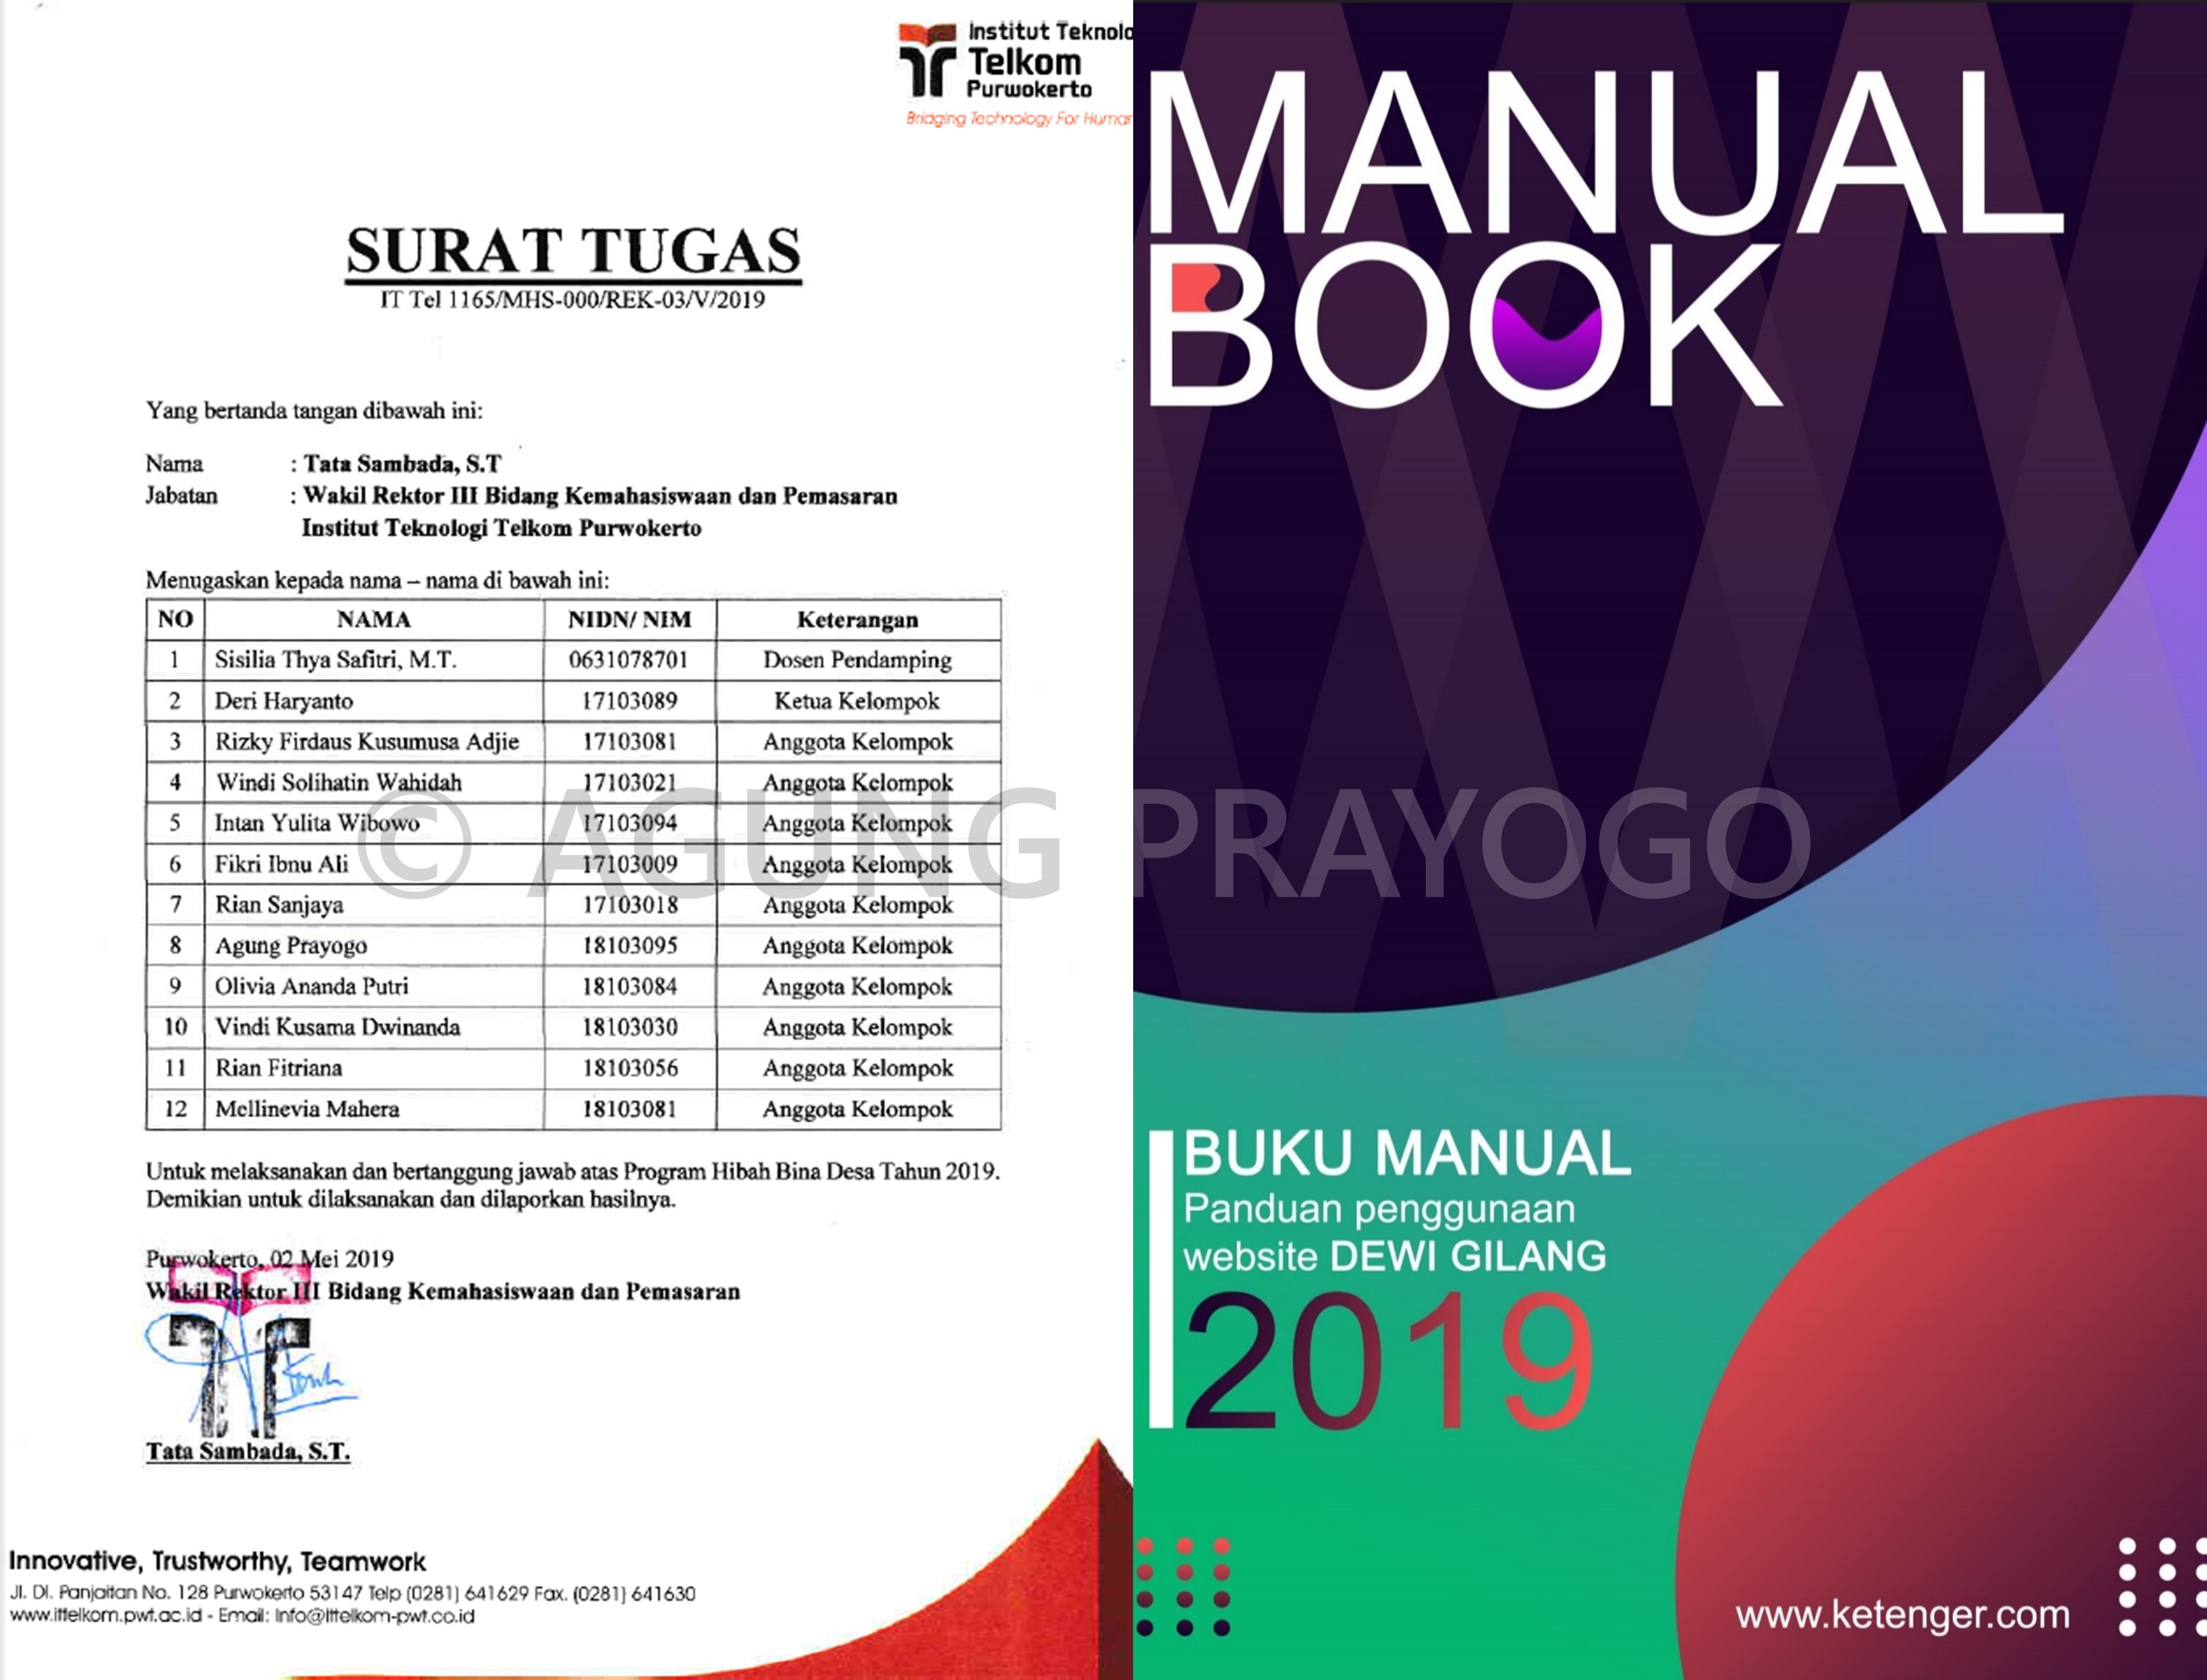 Institut Teknolo
Telkom
Purwokerto
Bridging Technology For Human
SURAT TUGAS
IT Tel 1165/MHS-000/REK-03/V/2019
Yang bertanda tangan dibawah ini:
Nama : Tata Sambada, S.T
Jabatan : Wakil Rektor III Bidang Kemahasiswaan dan Pemasaran
Institut Teknologi Telkom Purwokerto
Menugaskan kepada nama – nama di bawah ini:
NO NAMA NIDN/ NIM Keterangan
1 Sisilia Thya Safitri, M.T. 0631078701 Dosen Pendamping
2 Deri Haryanto 17103089 Ketua Kelompok
3 Rizky Firdaus Kusumusa Adjie 17103081 Anggota Kelompok
4 Windi Solihatin Wahidah 17103021 Anggota Kelompok
5 Intan Yulita Wibowo 17103094 Anggota Kelompok
6 Fikri Ibnu Ali 17103009 Anggota Kelompok
7 Rian Sanjaya 17103018 Anggota Kelompok
8 Agung Prayogo 18103095 Anggota Kelompok
9 Olivia Ananda Putri 18103084 Anggota Kelompok
10 Vindi Kusama Dwinanda 18103030 Anggota Kelompok
11 Rian Fitriana 18103056 Anggota Kelompok
12 Mellinevia Mahera 18103081 Anggota Kelompok
Untuk melaksanakan dan bertanggung jawab atas Program Hibah Bina Desa Tahun 2019.
Demikian untuk dilaksanakan dan dilaporkan hasilnya.
Purwokerto, 02 Mei 2019
Wakil Rektor III Bidang Kemahasiswaan dan Pemasaran
Tata Sambada, S.T.
Innovative, Trustworthy, Teamwork
Jl. DI. Panjaitan No. 128 Purwokerto 53147 Telp (0281) 641629 Fax. (0281) 641630
www.ittelkom.pwt.ac.id - Email: Info@ittelkom-pwt.co.id
© AGUNG PRAYOGO
MANUAL
BOOK
BUKU MANUAL
Panduan penggunaan
website DEWI GILANG
2019
www.ketenger.com